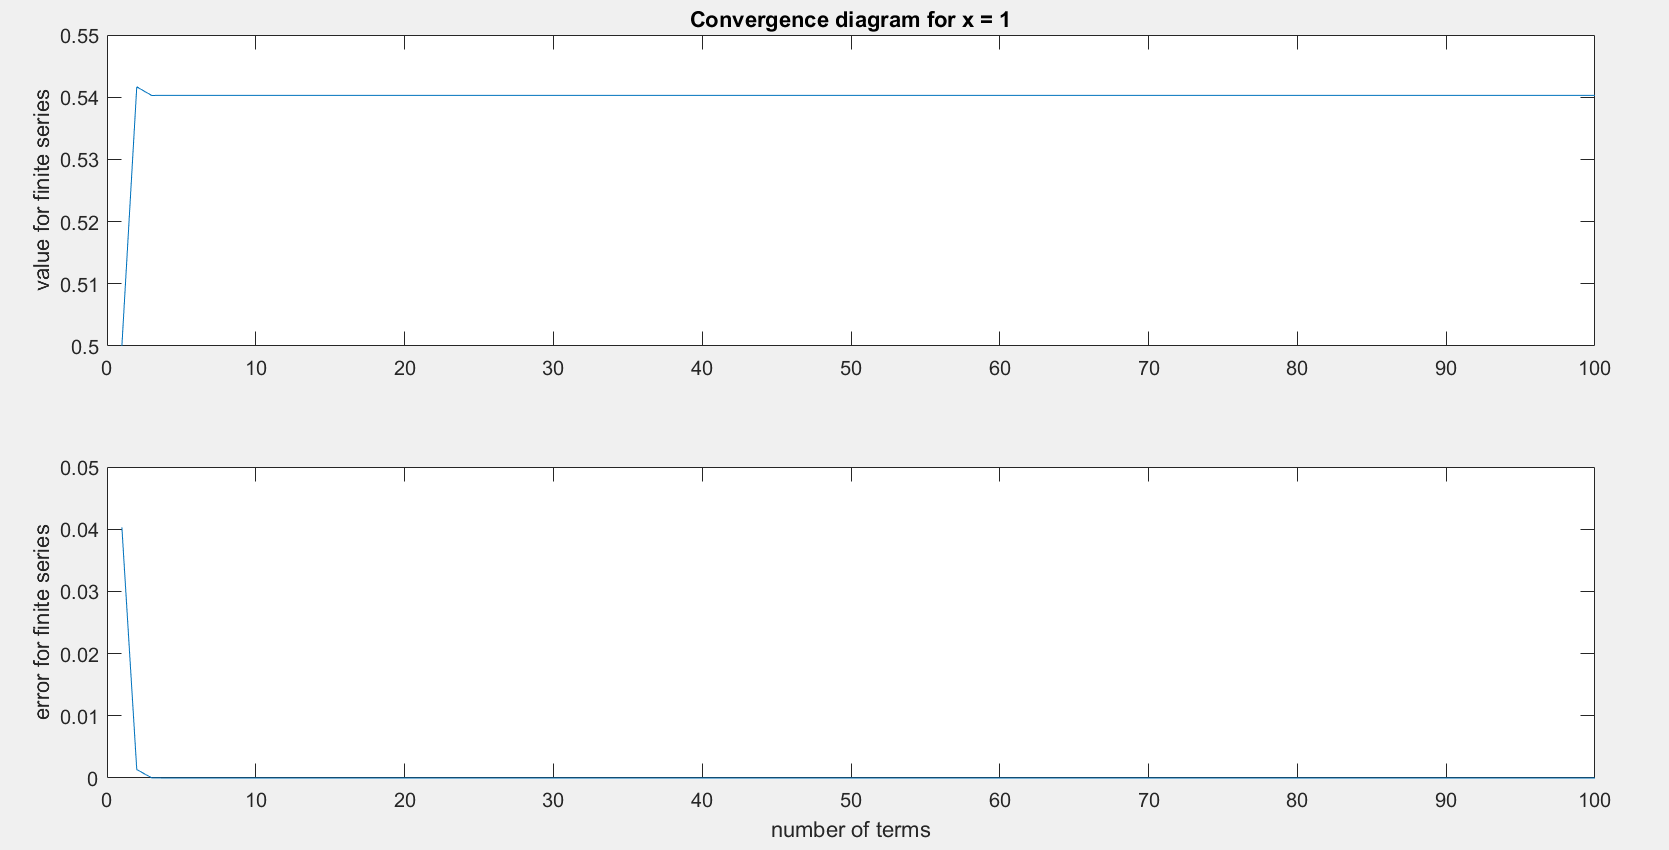 Convergence diagram for x = 1
value for finite series
0.55
0.54
0.53
0.52
0.51
0.5
0 10 20 30 40 50 60 70 80 90 100
error for finite series
0.05
0.04
0.03
0.02
0.01
0
0 10 20 30 40 50 60 70 80 90 100
number of terms